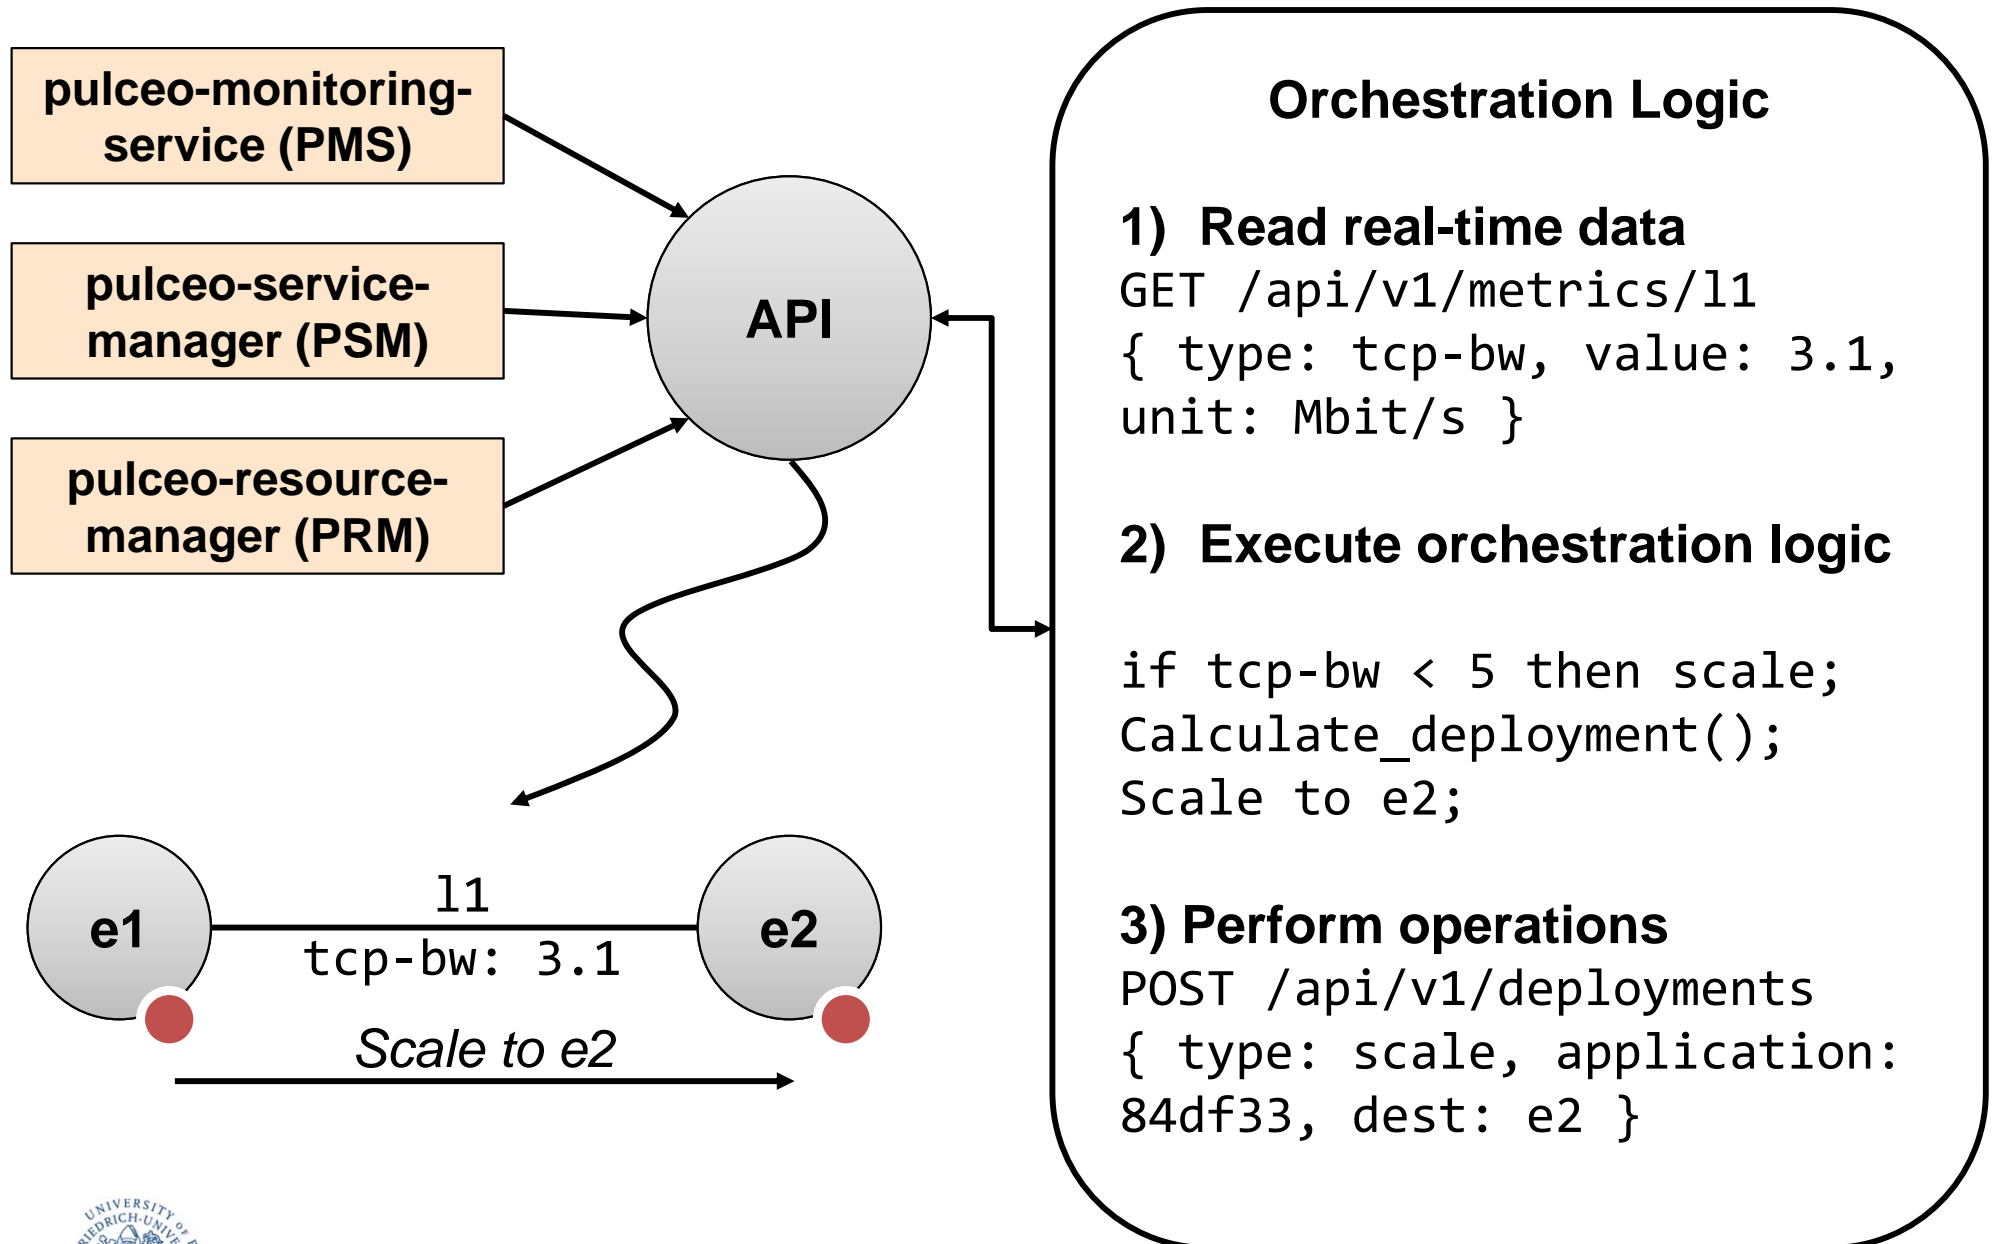 pulceo-monitoring-
service (PMS)
pulceo-service-
manager (PSM)
pulceo-resource-
manager (PRM)
API
e1
l1
tcp-bw: 3.1
e2
Scale to e2
Orchestration Logic
1) Read real-time data
GET /api/v1/metrics/l1
{ type: tcp-bw, value: 3.1,
unit: Mbit/s }
2) Execute orchestration logic
if tcp-bw < 5 then scale;
Calculate_deployment();
Scale to e2;
3) Perform operations
POST /api/v1/deployments
{ type: scale, application:
84df33, dest: e2 }
UNIVERSITY OF